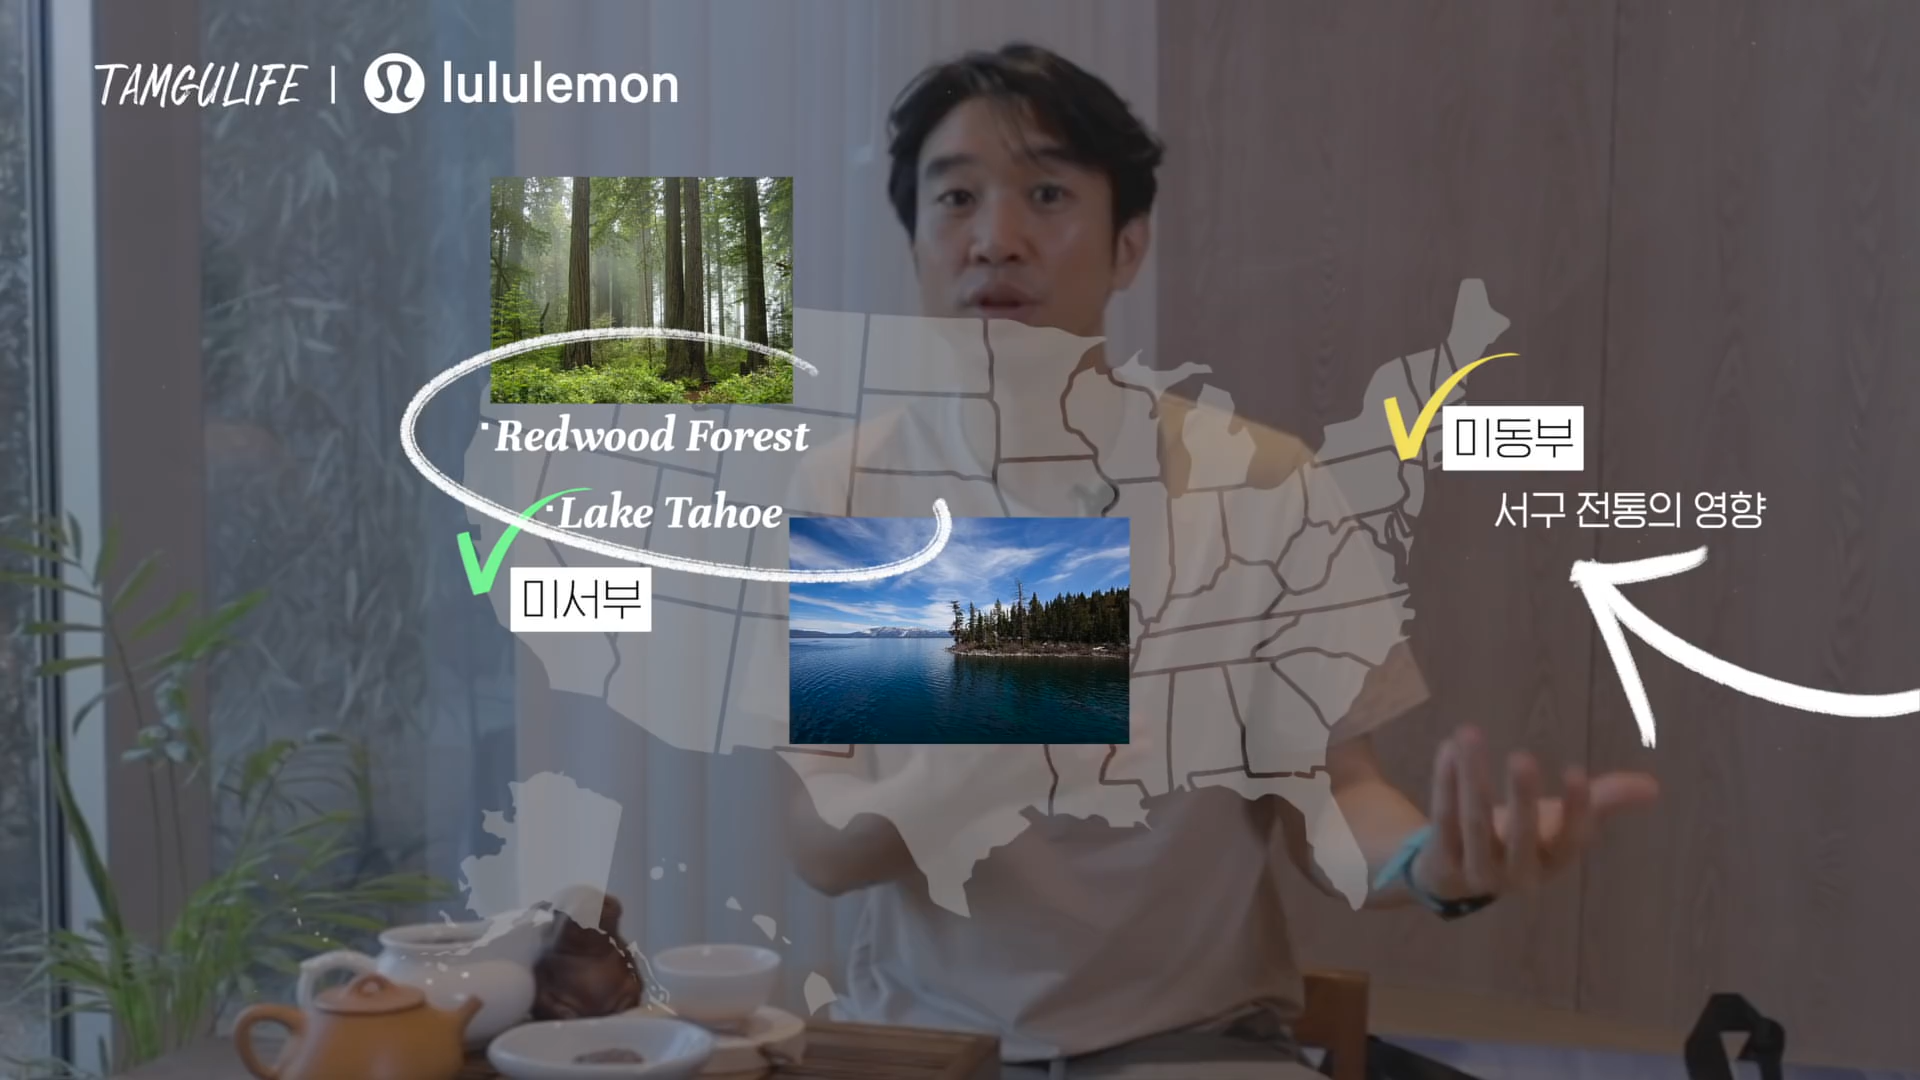 TAMGULIFE | lululemon
·Redwood Forest
·Lake Tahoe
미서부
미동부
서구 전통의 영향